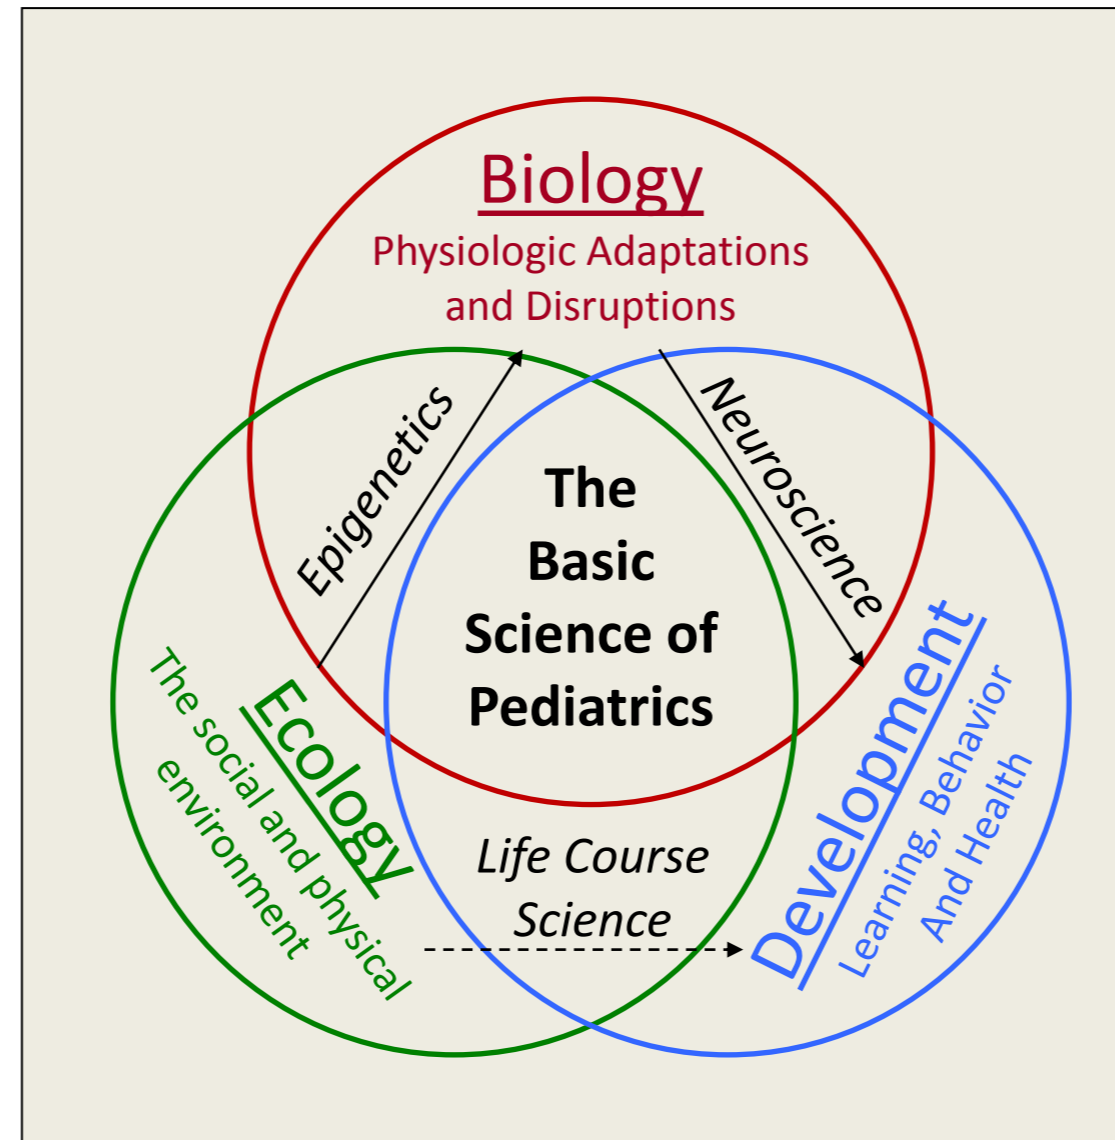 Biology
Physiologic Adaptations
and Disruptions
Epigenetics
Neuroscience
The
Basic
Science of
Pediatrics
Ecology
The social and physical
environment
Development
Learning, Behavior
And Health
Life Course
Science